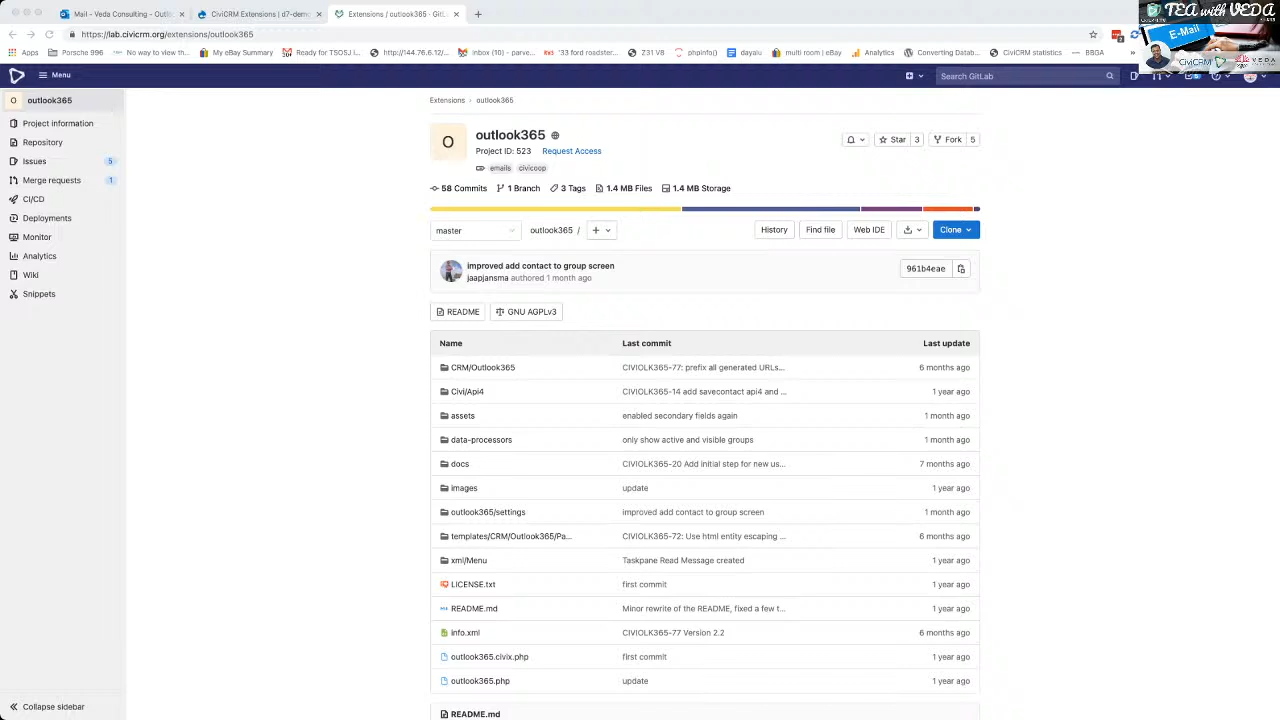 Mail – Veda Consulting – Outlo...
CiviCRM Extensions | d7-demo
Extensions / outlook365 · GitL...
https://lab.civicrm.org/extensions/outlook365
Apps
Porsche 996
No way to view th...
My eBay Summary
Ready for TSOSJ i...
http://144.76.6.12/...
Inbox (10) - parve...
'33 ford roadster...
Z31 V8
phpinfo()
dayalu
multi room | eBay
Analytics
Converting Datab...
CiviCRM statistics
BBGA
TEA with VEDA
E-Mail
CiviCRM
VEDA
Menu
Search GitLab
O
outlook365
Project information
Repository
Issues
5
Merge requests
1
CI/CD
Deployments
Monitor
Analytics
Wiki
Snippets
Collapse sidebar
Extensions › outlook365
O
outlook365
Project ID: 523 Request Access
emails civicoop
Star 3
Fork 5
58 Commits 1 Branch 3 Tags 1.4 MB Files 1.4 MB Storage
master
outlook365 /
+
History
Find file
Web IDE
Clone
improved add contact to group screen
jaapjansma authored 1 month ago
961b4eae
README
GNU AGPLv3
Name Last commit Last update
CRM/Outlook365 CIVIOLK365-77: prefix all generated URLs... 6 months ago
Civi/Api4 CIVIOLK365-14 add savecontact api4 and ... 1 year ago
assets enabled secondary fields again 1 month ago
data-processors only show active and visible groups 1 month ago
docs CIVIOLK365-20 Add initial step for new us... 7 months ago
images update 1 year ago
outlook365/settings improved add contact to group screen 1 month ago
templates/CRM/Outlook365/Pa... CIVIOLK365-72: Use html entity escaping ... 6 months ago
xml/Menu Taskpane Read Message created 1 year ago
LICENSE.txt first commit 1 year ago
README.md Minor rewrite of the README, fixed a few t... 1 year ago
info.xml CIVIOLK365-77 Version 2.2 6 months ago
outlook365.civix.php first commit 1 year ago
outlook365.php update 1 year ago
README.md